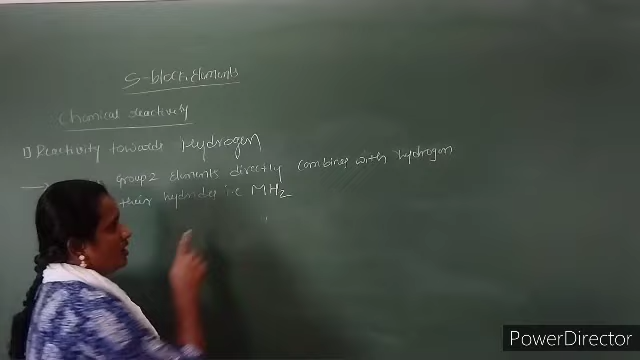 S-block Elements
Chemical reactivity
1) Reactivity towards Hydrogen
→ Group 2 Elements directly combines with hydrogen
their hydrides i.e MH2
PowerDirector